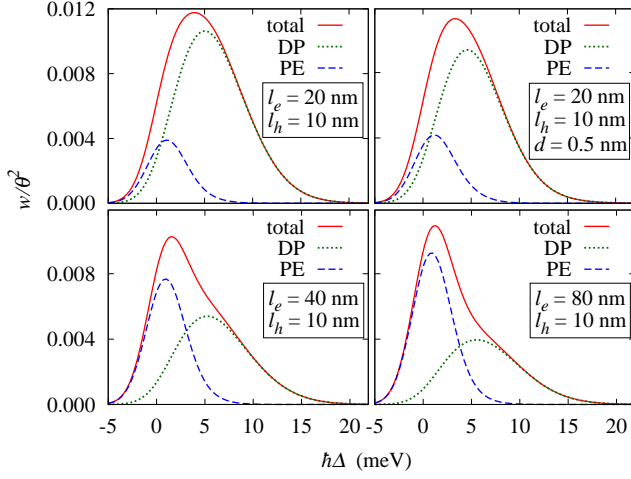 0.012
0.008
0.004
0.000
total
DP
PE
l_e = 20 nm
l_h = 10 nm
total
DP
PE
l_e = 20 nm
l_h = 10 nm
d = 0.5 nm
w/θ²
0.008
0.004
0.000
total
DP
PE
l_e = 40 nm
l_h = 10 nm
total
DP
PE
l_e = 80 nm
l_h = 10 nm
-5 0 5 10 15 20
-5 0 5 10 15 20
ħΔ (meV)